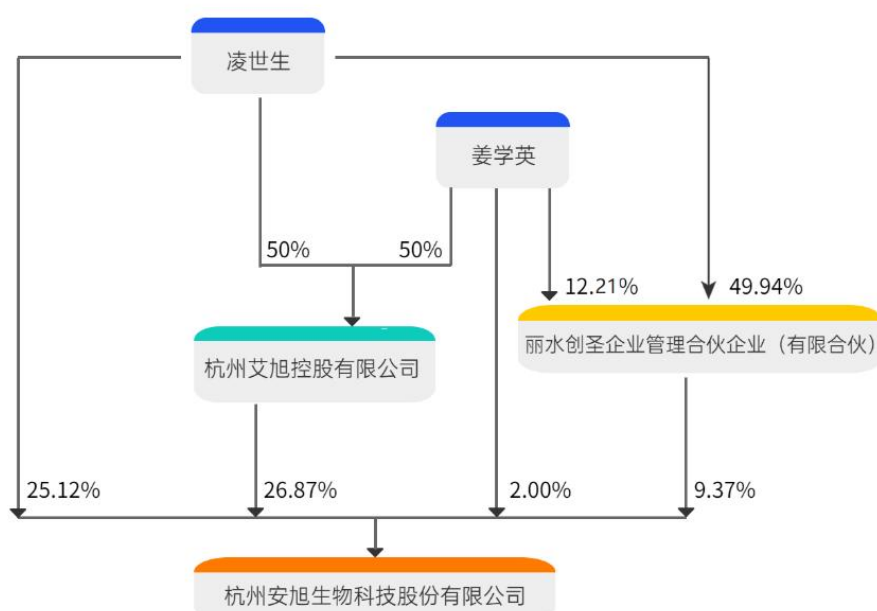 凌世生
姜学英
50%
50%
12.21%
49.94%
杭州艾旭控股有限公司
丽水创圣企业管理合伙企业（有限合伙）
25.12%
26.87%
2.00%
9.37%
杭州安旭生物科技股份有限公司